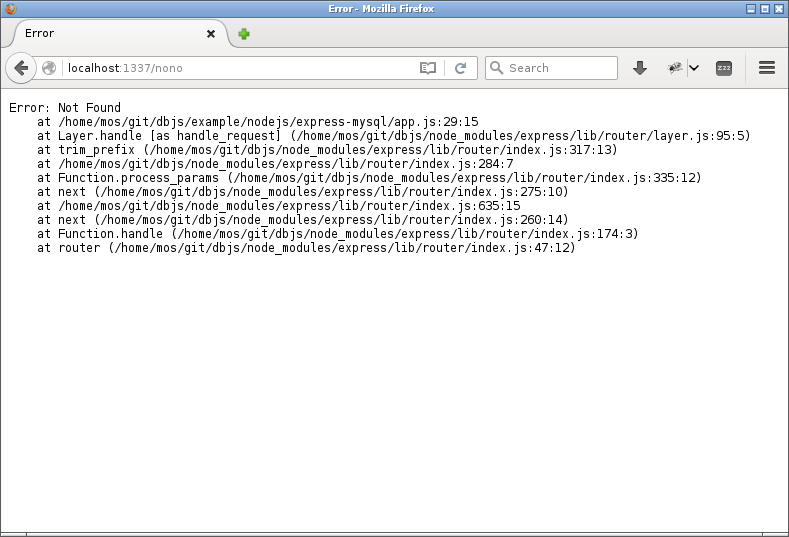 Error - Mozilla Firefox
Error
localhost:1337/nono
Search
zzz
Error: Not Found
    at /home/mos/git/dbjs/example/nodejs/express-mysql/app.js:29:15
    at Layer.handle [as handle_request] (/home/mos/git/dbjs/node_modules/express/lib/router/layer.js:95:5)
    at trim_prefix (/home/mos/git/dbjs/node_modules/express/lib/router/index.js:317:13)
    at /home/mos/git/dbjs/node_modules/express/lib/router/index.js:284:7
    at Function.process_params (/home/mos/git/dbjs/node_modules/express/lib/router/index.js:335:12)
    at next (/home/mos/git/dbjs/node_modules/express/lib/router/index.js:275:10)
    at /home/mos/git/dbjs/node_modules/express/lib/router/index.js:635:15
    at next (/home/mos/git/dbjs/node_modules/express/lib/router/index.js:260:14)
    at Function.handle (/home/mos/git/dbjs/node_modules/express/lib/router/index.js:174:3)
    at router (/home/mos/git/dbjs/node_modules/express/lib/router/index.js:47:12)